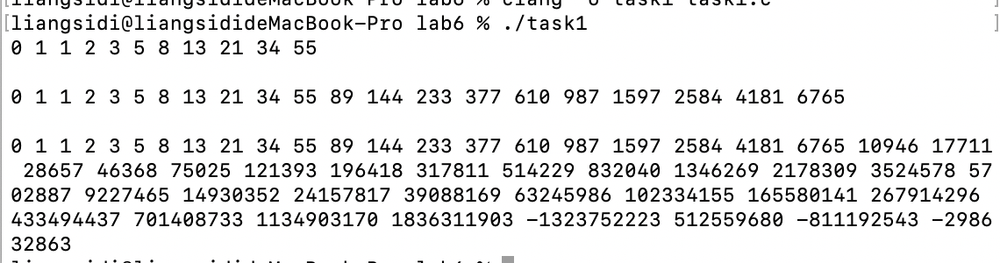 liangsidi@liangsidideMacBook-Pro lab6 % clang -o task1 task1.c
[liangsidi@liangsidideMacBook-Pro lab6 % ./task1 ]
0 1 1 2 3 5 8 13 21 34 55
0 1 1 2 3 5 8 13 21 34 55 89 144 233 377 610 987 1597 2584 4181 6765
0 1 1 2 3 5 8 13 21 34 55 89 144 233 377 610 987 1597 2584 4181 6765 10946 17711
28657 46368 75025 121393 196418 317811 514229 832040 1346269 2178309 3524578 57
02887 9227465 14930352 24157817 39088169 63245986 102334155 165580141 267914296
433494437 701408733 1134903170 1836311903 -1323752223 512559680 -811192543 -2986
32863
liangsidi@liangsidideMacBook-Pro lab6 %